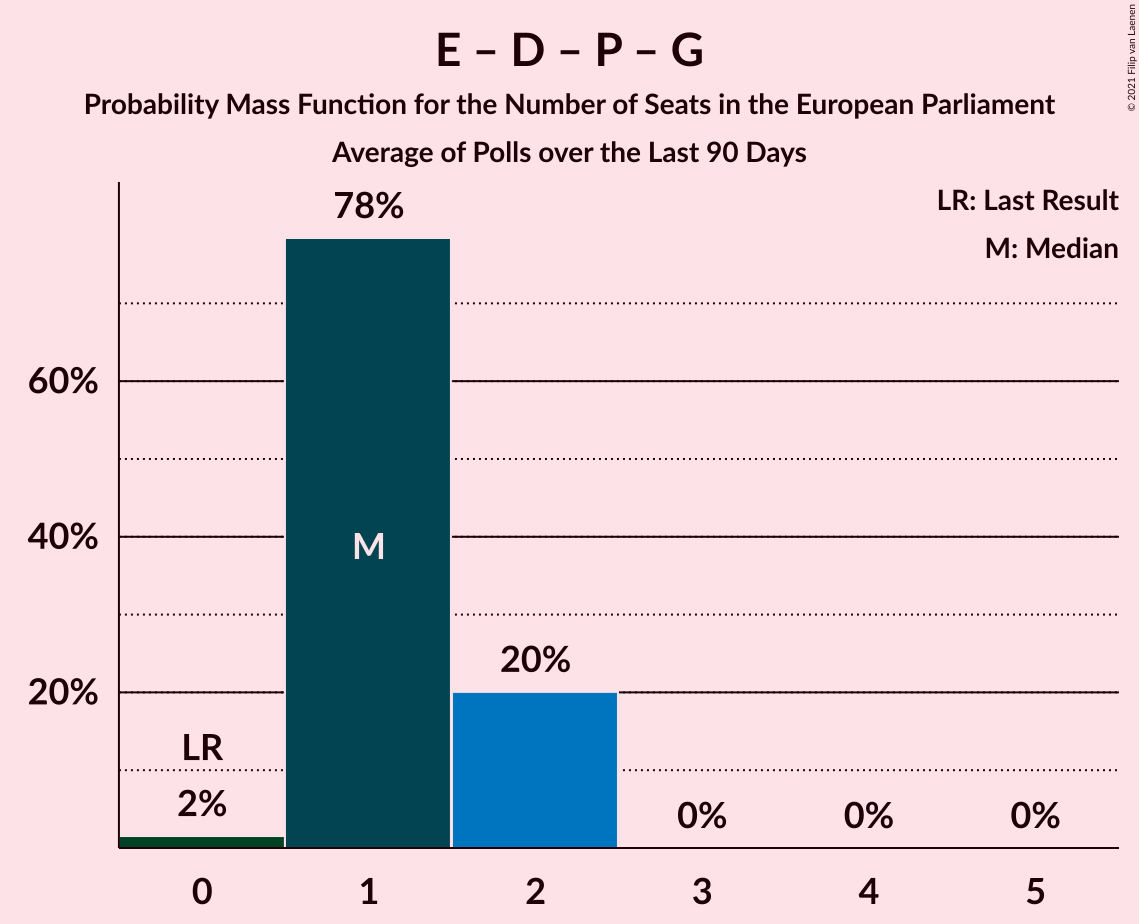 E – D – P – G
Probability Mass Function for the Number of Seats in the European Parliament
Average of Polls over the Last 90 Days
© 2021 Filip van Laenen
LR: Last Result
M: Median
78%
60%
40%
M
20%
20%
LR
2%
0%
0%
0%
0
1
2
3
4
5